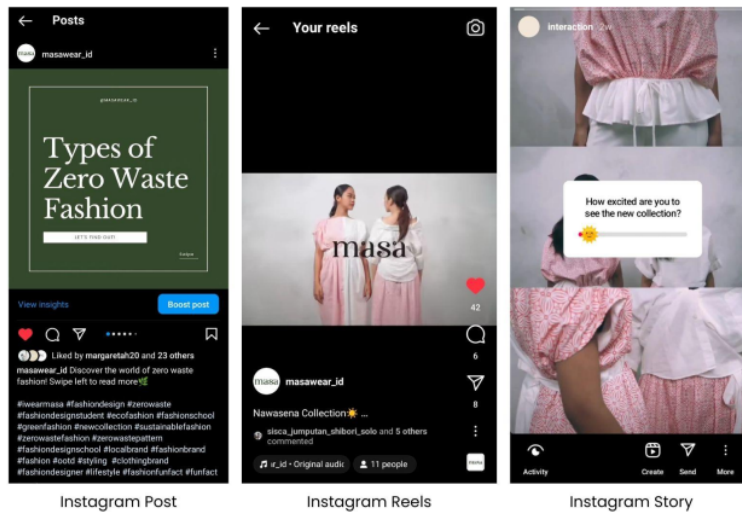 Posts
masa
masawear_id
Types of
Zero Waste
Fashion
LET'S FIND OUT!
View insights
Boost post
Liked by margaretah20 and 23 others
masawear_id Discover the world of zero waste
fashion! Swipe left to read more🌿
#iwearmasa #fashiondesign #zerowaste
#fashiondesignstudent #ecofashion #fashionschool
#greenfashion #newcollection #sustainablefashion
#zerowastefashion #zerowastepattern
#fashiondesignschool #localbrand #fashionbrand
#fashion #ootd #styling #clothingbrand
#fashiondesigner #lifestyle #fashionfunfact #funfact
Instagram Post
Your reels
masa
42
6
8
masa
masawear_id
Nawasena Collection☀️ ...
sisca_jumputan_shibori_solo and 5 others
commented
ar_id • Original audio
11 people
masa
Instagram Reels
interaction 2w
How excited are you to
see the new collection?
Activity
Create
Send
More
Instagram Story